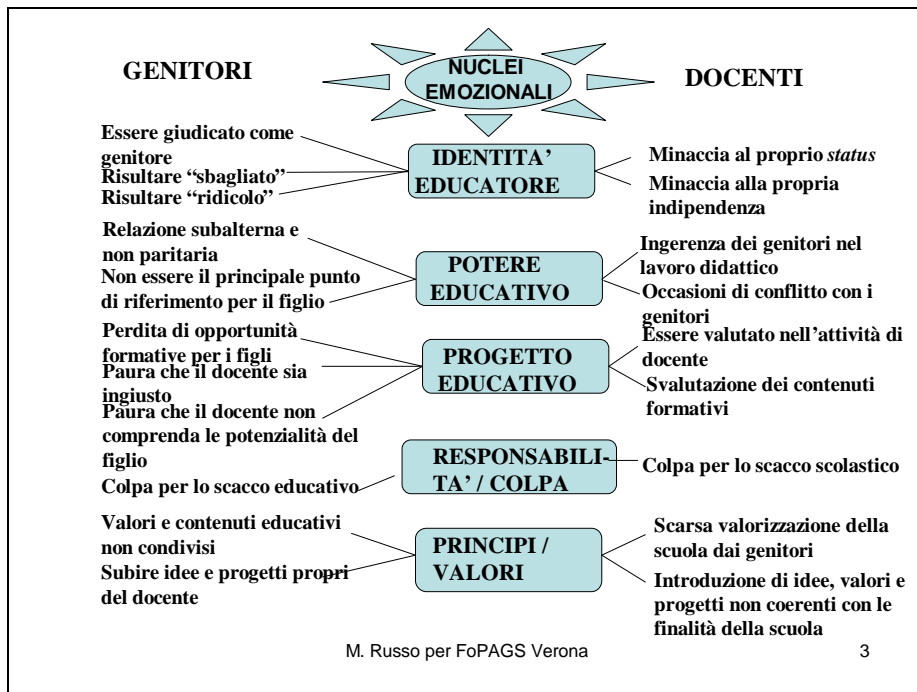 GENITORI
NUCLEI
EMOZIONALI
DOCENTI
Essere giudicato come
genitore
Risultare “sbagliato”
Risultare “ridicolo”
IDENTITA’
EDUCATORE
Minaccia al proprio status
Minaccia alla propria
indipendenza
Relazione subalterna e
non paritaria
Non essere il principale punto
di riferimento per il figlio
POTERE
EDUCATIVO
Ingerenza dei genitori nel
lavoro didattico
Occasioni di conflitto con i
genitori
Perdita di opportunità
formative per i figli
Paura che il docente sia
ingiusto
Paura che il docente non
comprenda le potenzialità del
figlio
PROGETTO
EDUCATIVO
Essere valutato nell’attività di
docente
Svalutazione dei contenuti
formativi
Colpa per lo scacco educativo
RESPONSABILI-
TA’ / COLPA
Colpa per lo scacco scolastico
Valori e contenuti educativi
non condivisi
Subire idee e progetti propri
del docente
PRINCIPI /
VALORI
Scarsa valorizzazione della
scuola dai genitori
Introduzione di idee, valori e
progetti non coerenti con le
finalità della scuola
M. Russo per FoPAGS Verona
3